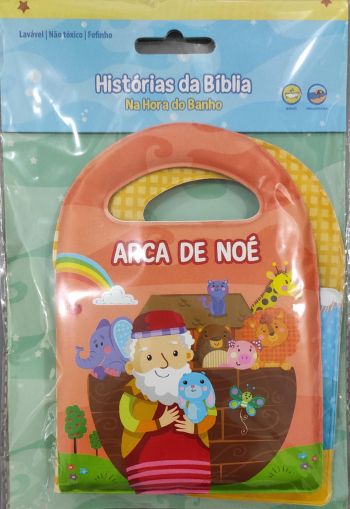 Lavável | Não tóxico | Fofinho
Histórias da Bíblia
Na Hora do Banho
ARCA DE NOÉ